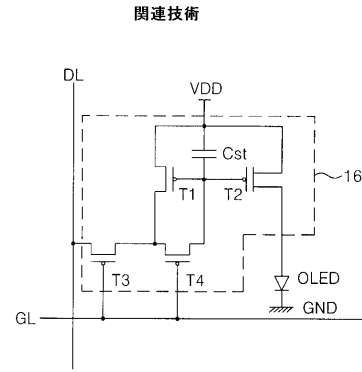 関連技術
DL
VDD
Cst
16
T1 T2
OLED
T3 T4
GND
GL